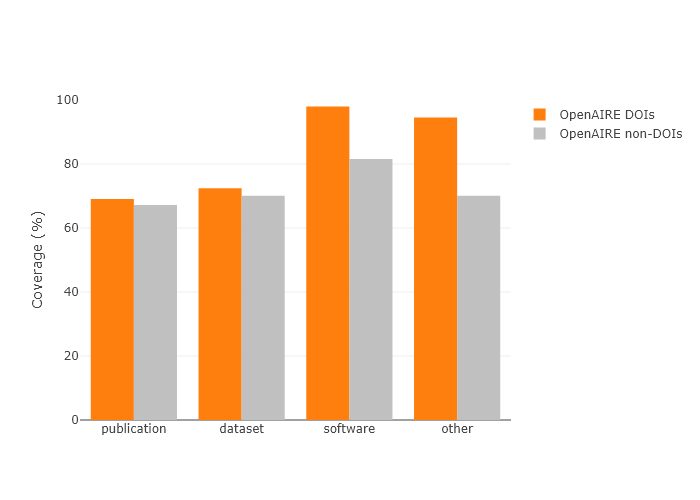 100
80
60
40
20
0
Coverage (%)
publication
dataset
software
other
OpenAIRE DOIs
OpenAIRE non-DOIs